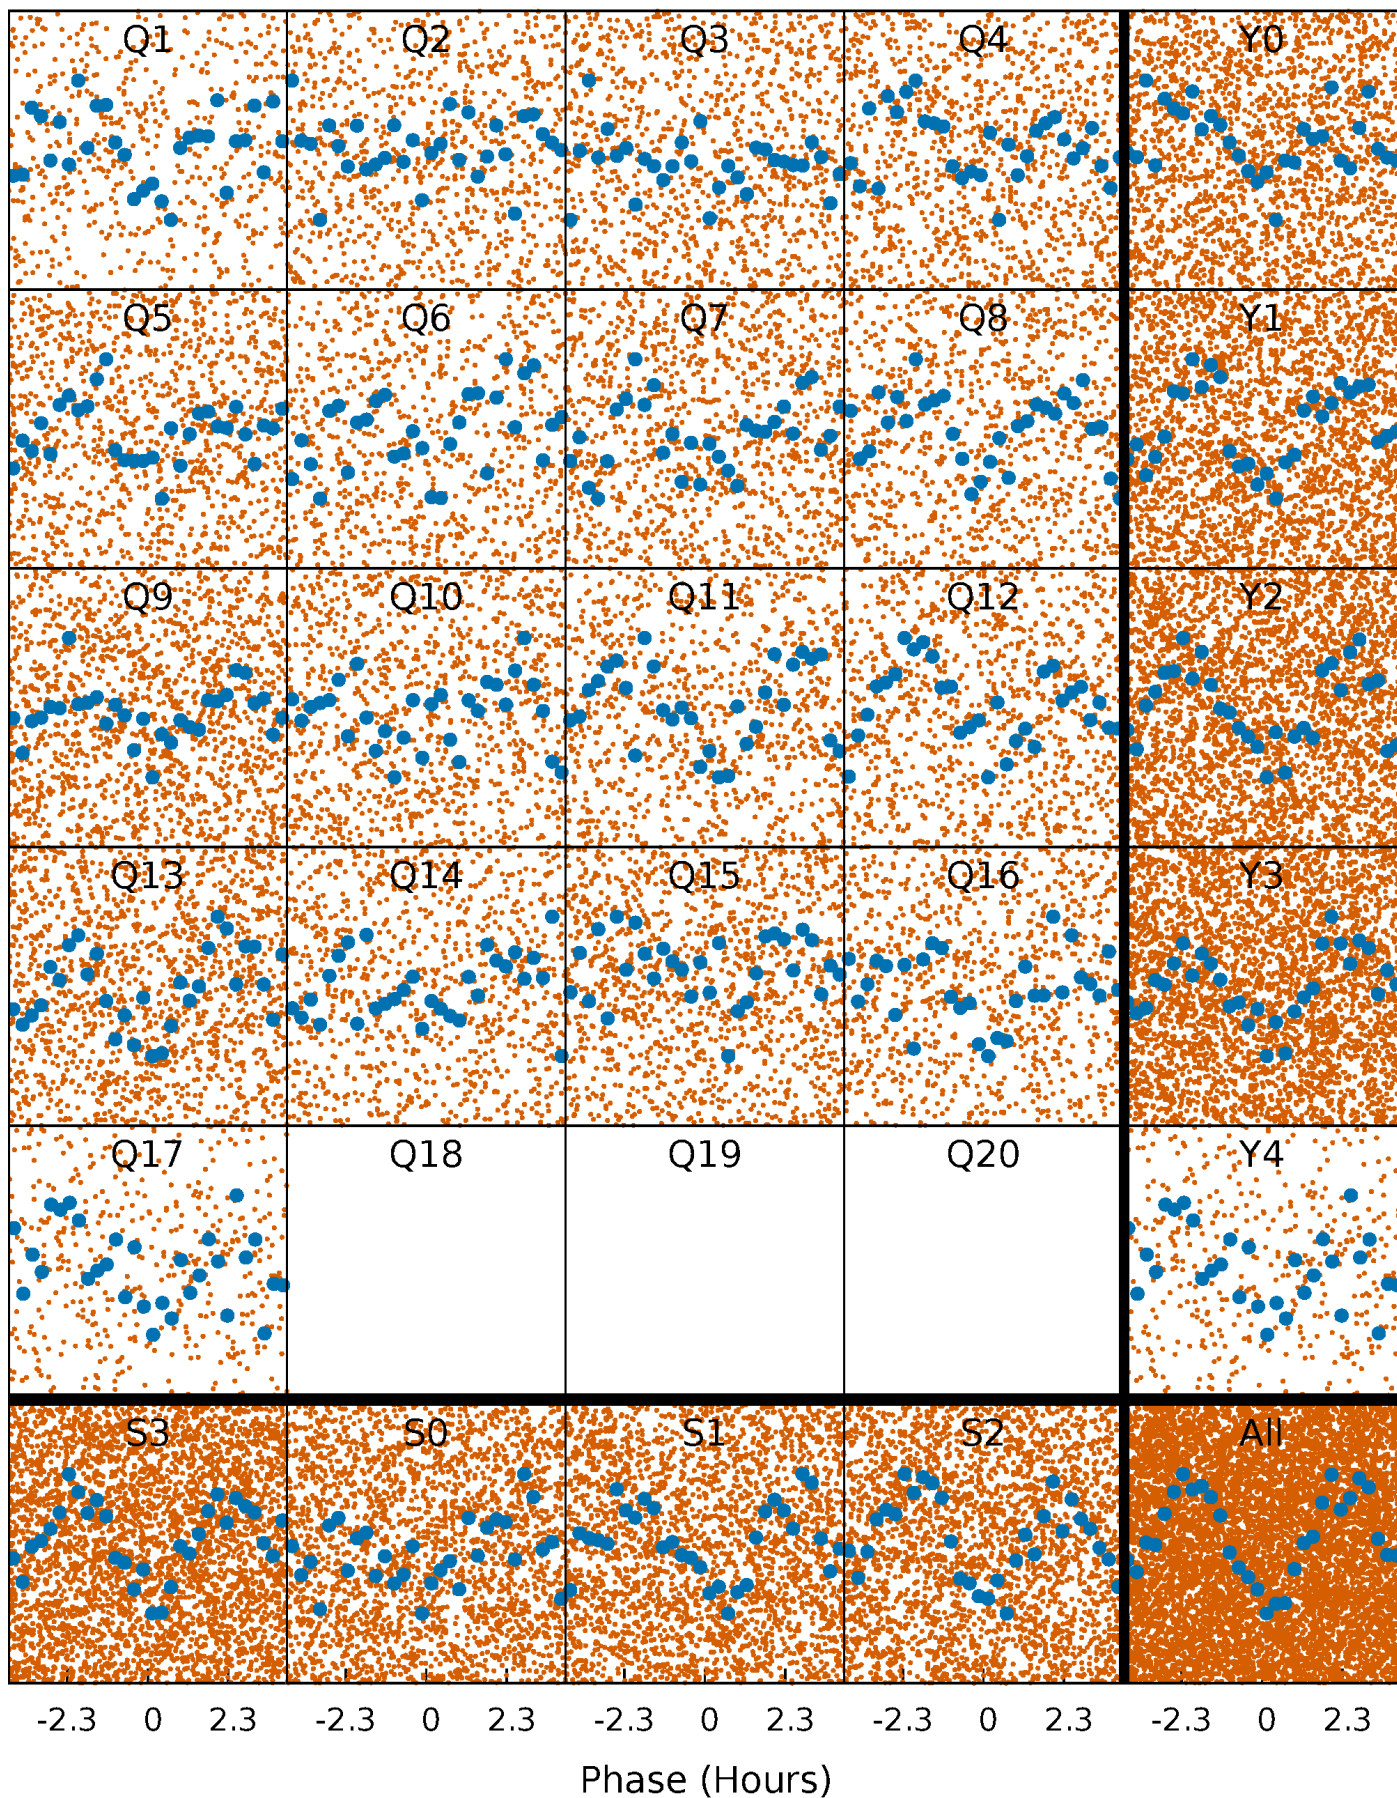 Q1 Q2 Q3 Q4 Y0
Q5 Q6 Q7 Q8 Y1
Q9 Q10 Q11 Q12 Y2
Q13 Q14 Q15 Q16 Y3
Q17 Q18 Q19 Q20 Y4
S3 S0 S1 S2 All
-2.3 0 2.3 -2.3 0 2.3 -2.3 0 2.3 -2.3 0 2.3 -2.3 0 2.3
Phase (Hours)